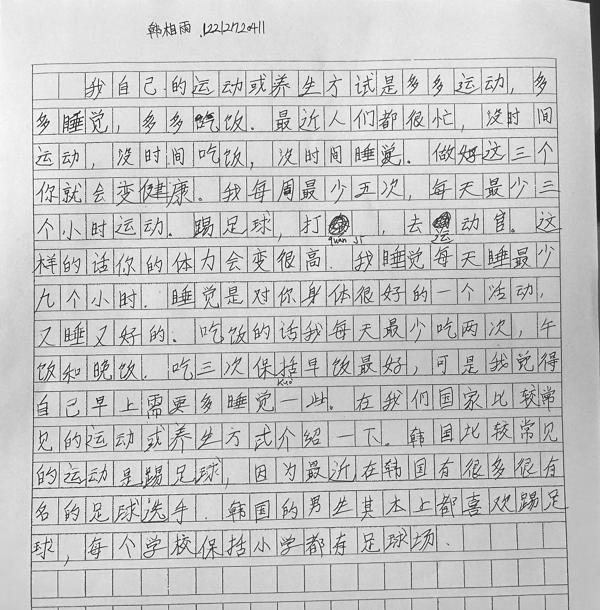 韩相雨 12212172041
我自己的运动或养生方试是多多运动,多
多睡觉,多多吃饭.最近人们都很忙,没时间
运动,没时间吃饭,没时间睡觉.做好这三个
你就会变健康。我每周最少五次,每天最少三
个小时运动.踢足球,打 ,去运动官。这
quan ji
样的话你的体力会变很高.我睡觉每天睡最少
九个小时.睡觉是对你身体很好的一个活动,
又睡又好的.吃饭的话我每天最少吃两次,午
饭和晚饭.吃三次保括早饭最好,可是我觉得
kuo
自己早上需要多睡觉一些。在我们国家比较常
见的运动或养生方式介绍一下.韩国比较常见
的运动是踢足球,因为最近在韩国有很多很有
名的足球选手.韩国的男生其本上都喜欢踢足
球,每个学校保括小学都有足球场.